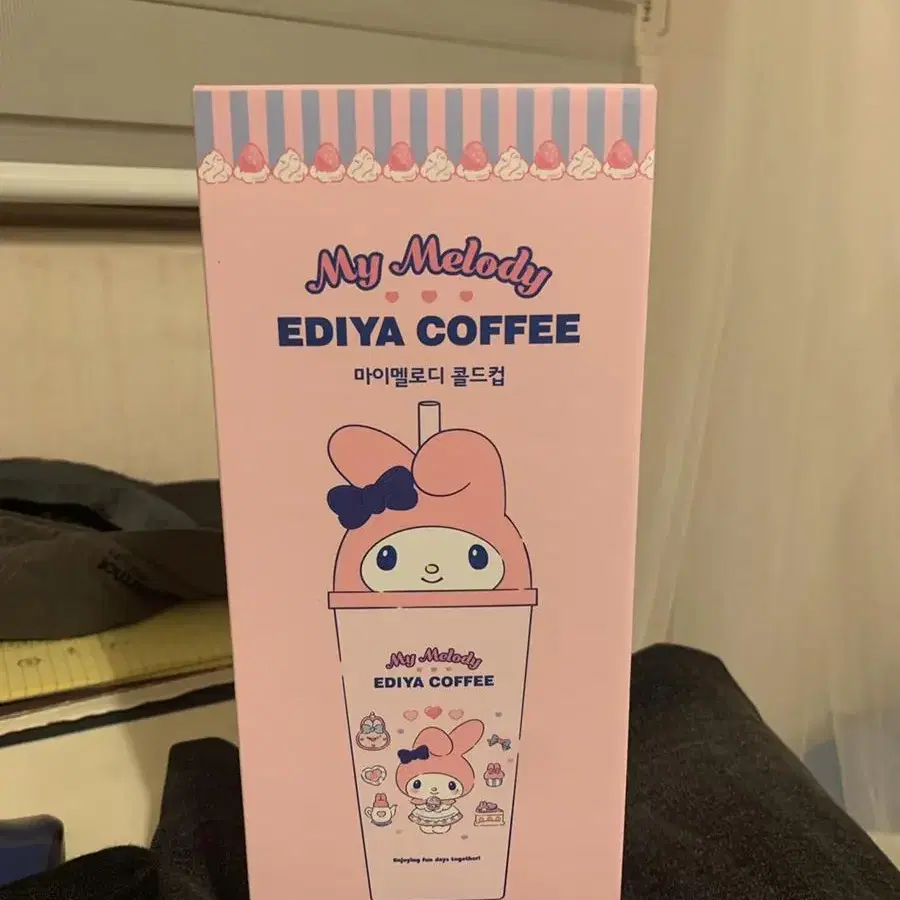 My Melody
EDIYA COFFEE
마이멜로디 콜드컵
My Melody
EDIYA COFFEE
Enjoying fun days together!